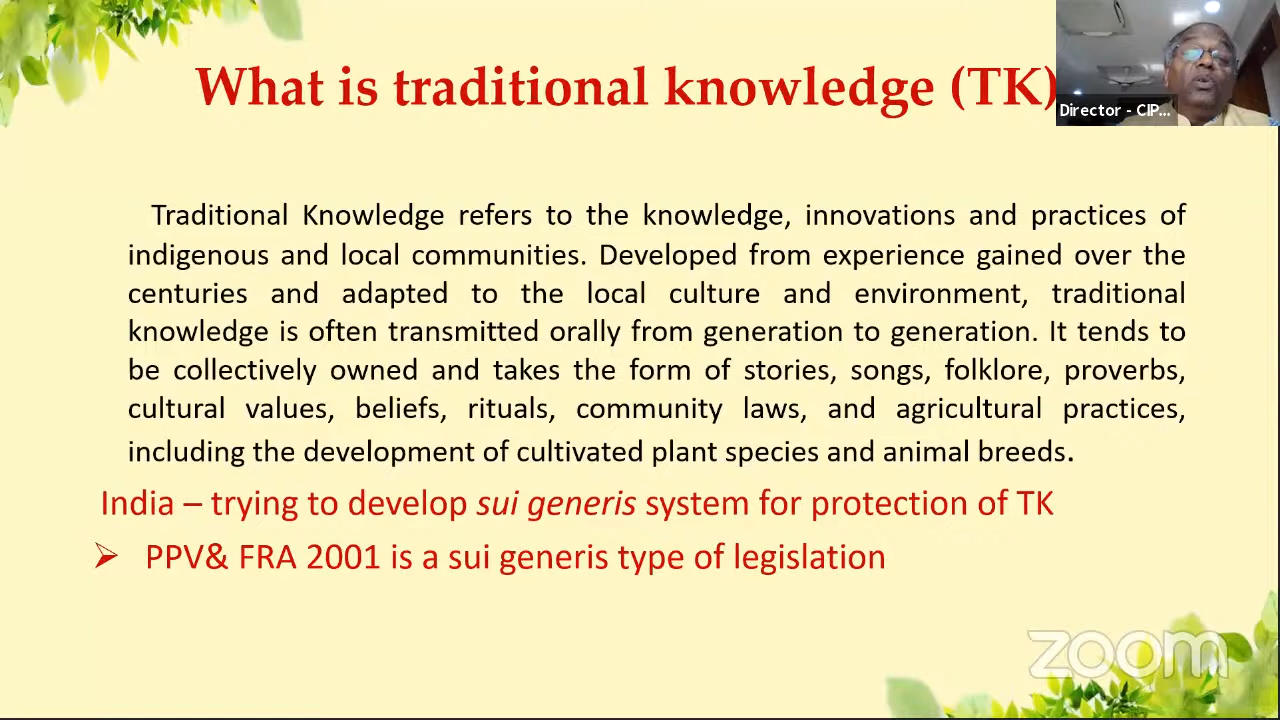 What is traditional knowledge (TK)
Director - CIP...
Traditional Knowledge refers to the knowledge, innovations and practices of
indigenous and local communities. Developed from experience gained over the
centuries and adapted to the local culture and environment, traditional
knowledge is often transmitted orally from generation to generation. It tends to
be collectively owned and takes the form of stories, songs, folklore, proverbs,
cultural values, beliefs, rituals, community laws, and agricultural practices,
including the development of cultivated plant species and animal breeds.
India – trying to develop sui generis system for protection of TK
➢ PPV& FRA 2001 is a sui generis type of legislation
zoom